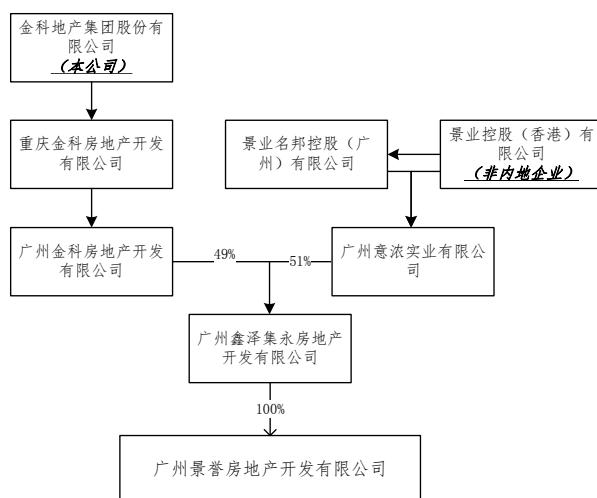 金科地产集团股份有
限公司
（本公司）
重庆金科房地产开发
有限公司
景业名邦控股（广
州）有限公司
景业控股（香港）有
限公司
（非内地企业）
广州金科房地产开发
有限公司
49%
51%
广州意浓实业有限公
司
广州鑫泽集永房地产
开发有限公司
100%
广州景誉房地产开发有限公司